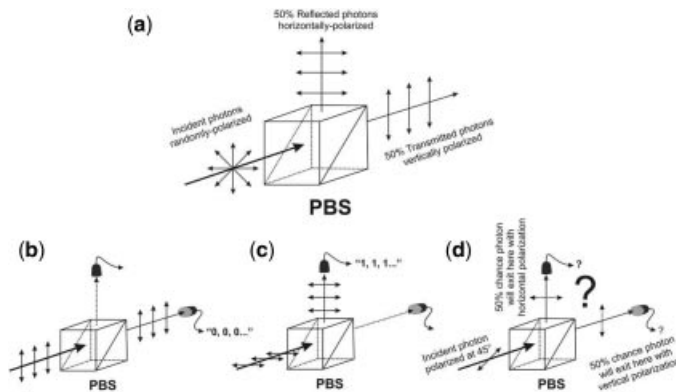 (a)
50% Reflected photons
horizontally-polarized
Incident photons
randomly-polarized
50% Transmitted photons
vertically polarized
PBS
(b)
"0, 0, 0..."
PBS
(c)
"1, 1, 1..."
PBS
(d)
50% chance photon
will exit here with
horizontal polarization
?
?
Incident photon
polarized at 45°
?
50% chance photon
will exit here with
vertical polarization
PBS